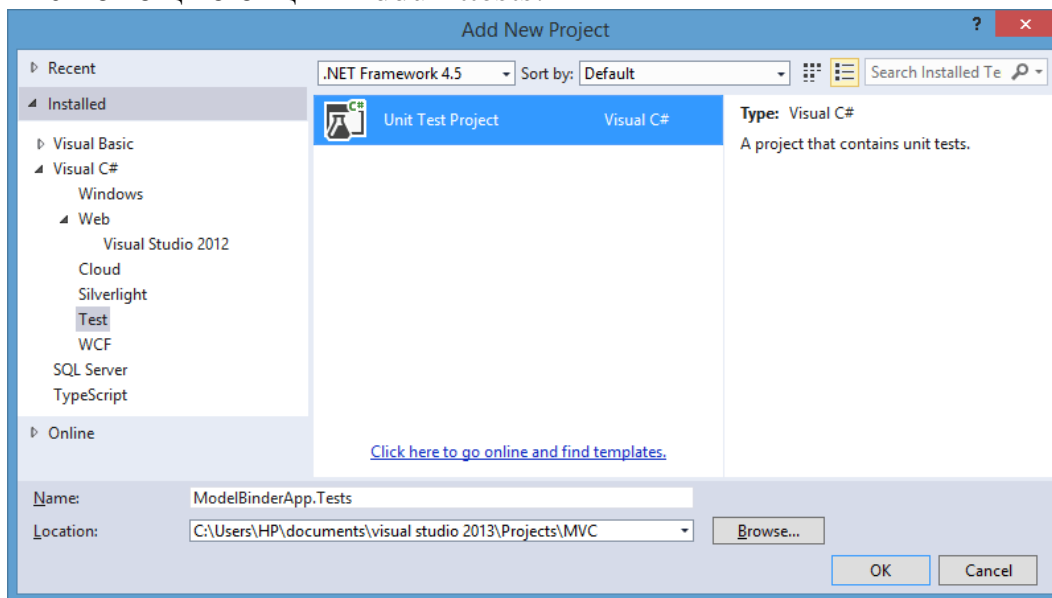 Add New Project
? ×
Recent
.NET Framework 4.5 Sort by: Default Search Installed Te
Installed
Visual Basic
Visual C#
Windows
Web
Visual Studio 2012
Cloud
Silverlight
Test
WCF
SQL Server
TypeScript
Online
C#
Unit Test Project Visual C#
Click here to go online and find templates.
Type: Visual C#
A project that contains unit tests.
Name: ModelBinderApp.Tests
Location: C:\Users\HP\documents\visual studio 2013\Projects\MVC Browse...
OK Cancel